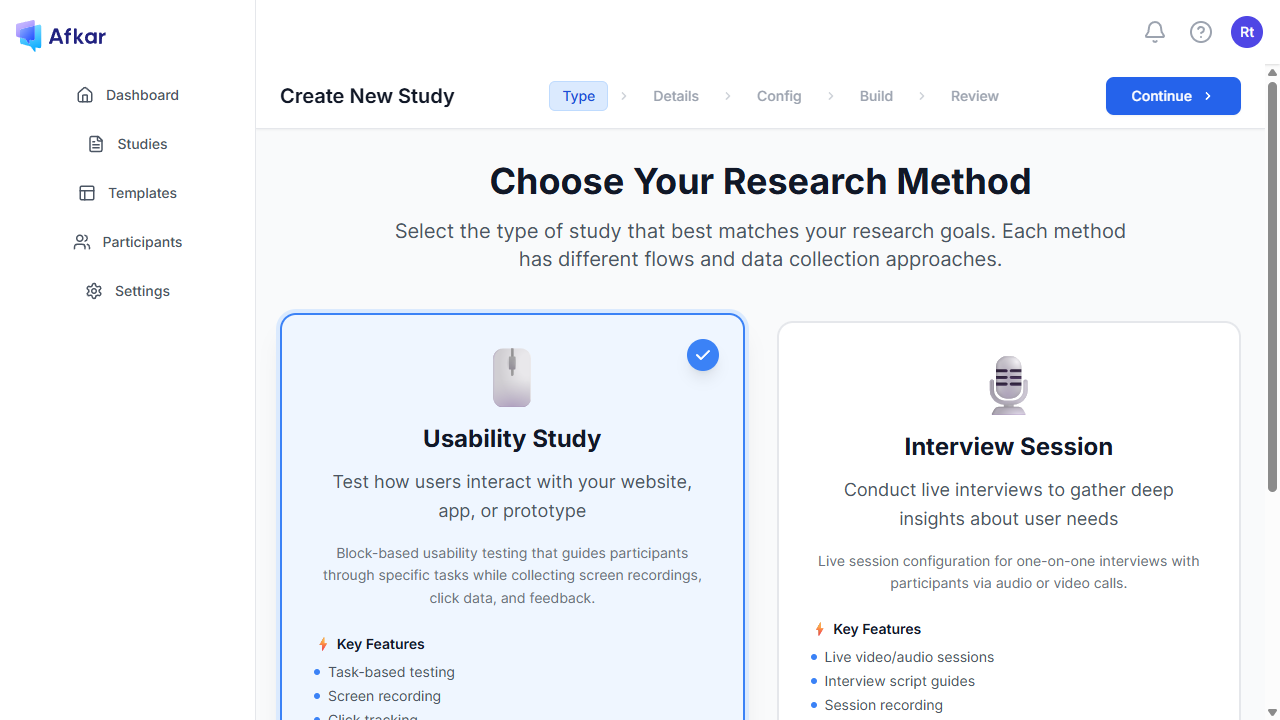 Afkar
Rt
Dashboard
Studies
Templates
Participants
Settings
Create New Study
Type
Details
Config
Build
Review
Continue
Choose Your Research Method
Select the type of study that best matches your research goals. Each method
has different flows and data collection approaches.
Usability Study
Test how users interact with your website,
app, or prototype
Block-based usability testing that guides participants
through specific tasks while collecting screen recordings,
click data, and feedback.
Key Features
Task-based testing
Screen recording
Click tracking
Interview Session
Conduct live interviews to gather deep
insights about user needs
Live session configuration for one-on-one interviews with
participants via audio or video calls.
Key Features
Live video/audio sessions
Interview script guides
Session recording